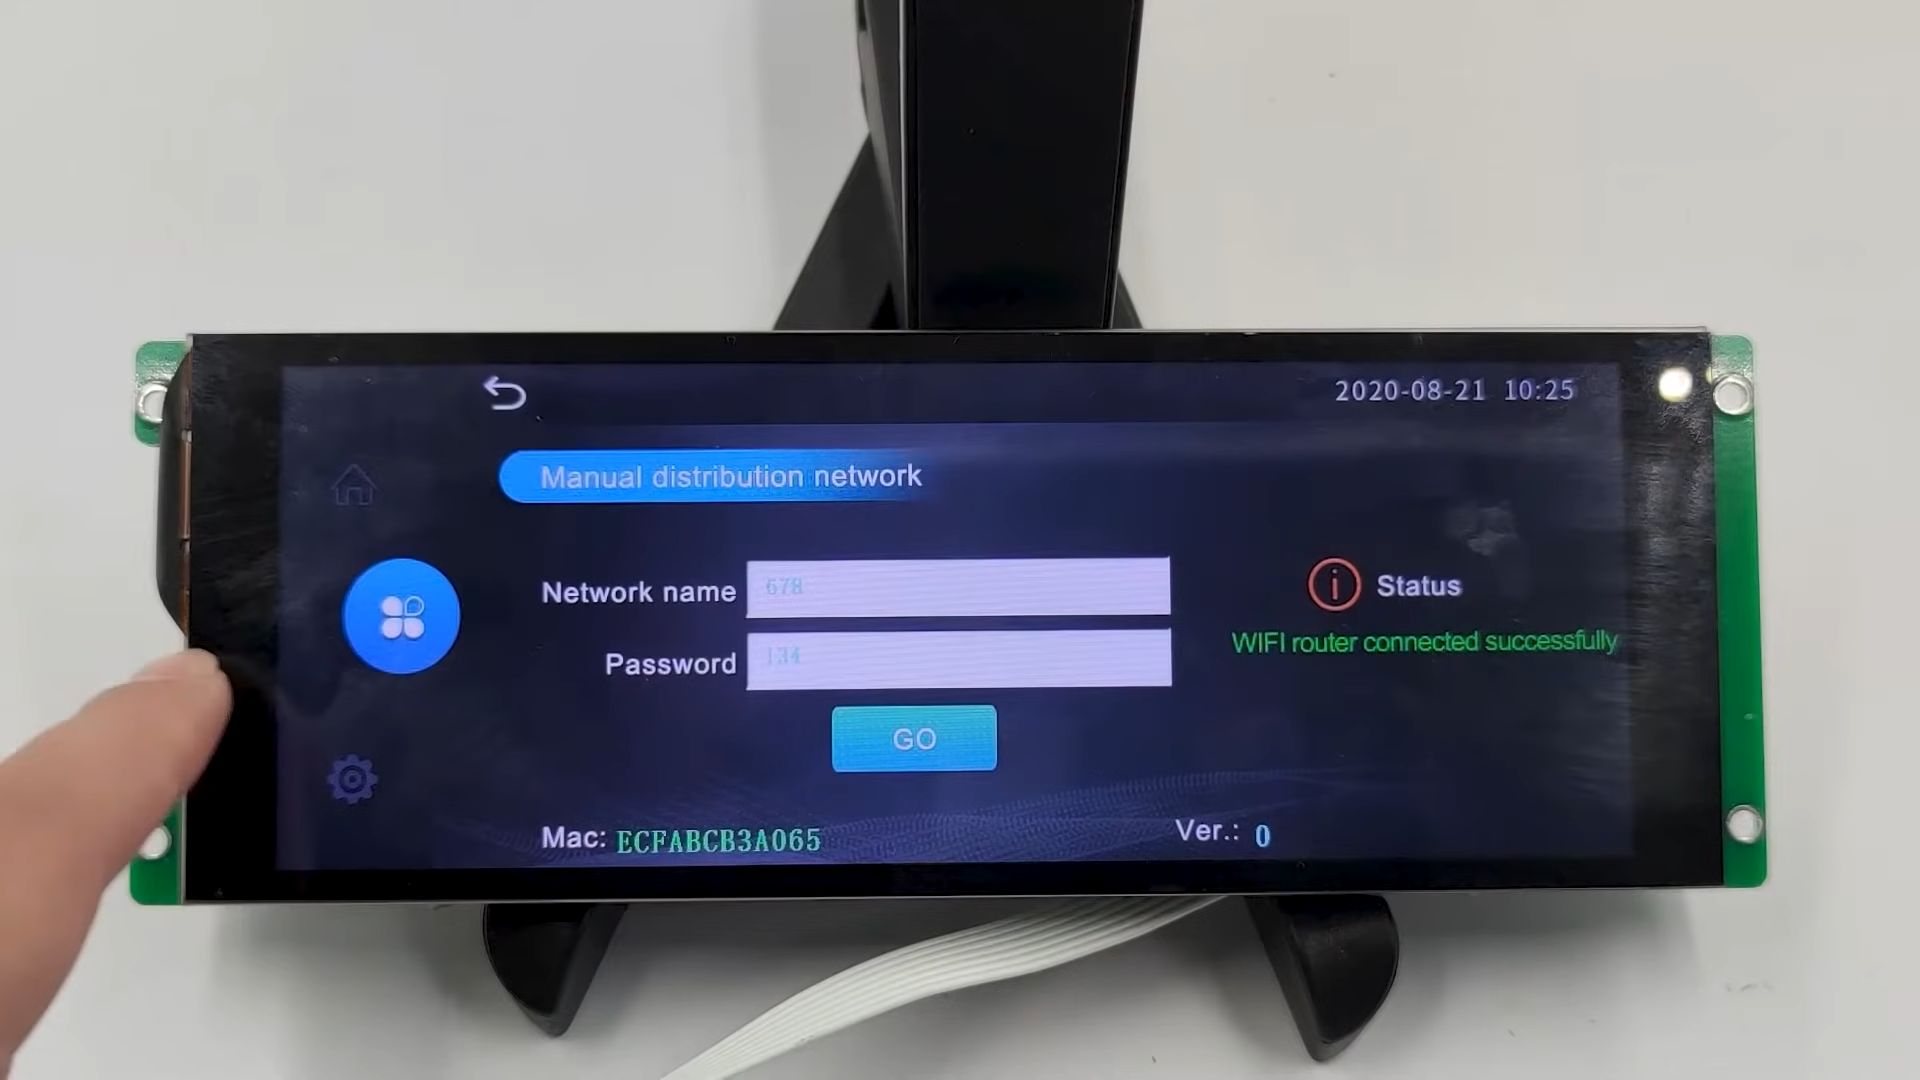 2020-08-21 10:25
Manual distribution network
Network name 678
Password 134
Status
WIFI router connected successfully
GO
Mac: ECFABCB3A065
Ver.: 0